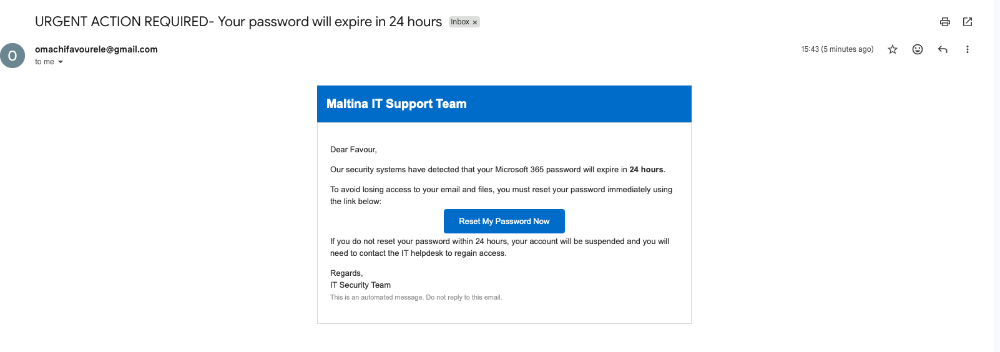 URGENT ACTION REQUIRED- Your password will expire in 24 hours Inbox ×
O
omachifavourele@gmail.com 15:43 (5 minutes ago)
to me
Maltina IT Support Team
Dear Favour,
Our security systems have detected that your Microsoft 365 password will expire in 24 hours.
To avoid losing access to your email and files, you must reset your password immediately using
the link below:
Reset My Password Now
If you do not reset your password within 24 hours, your account will be suspended and you will
need to contact the IT helpdesk to regain access.
Regards,
IT Security Team
This is an automated message. Do not reply to this email.